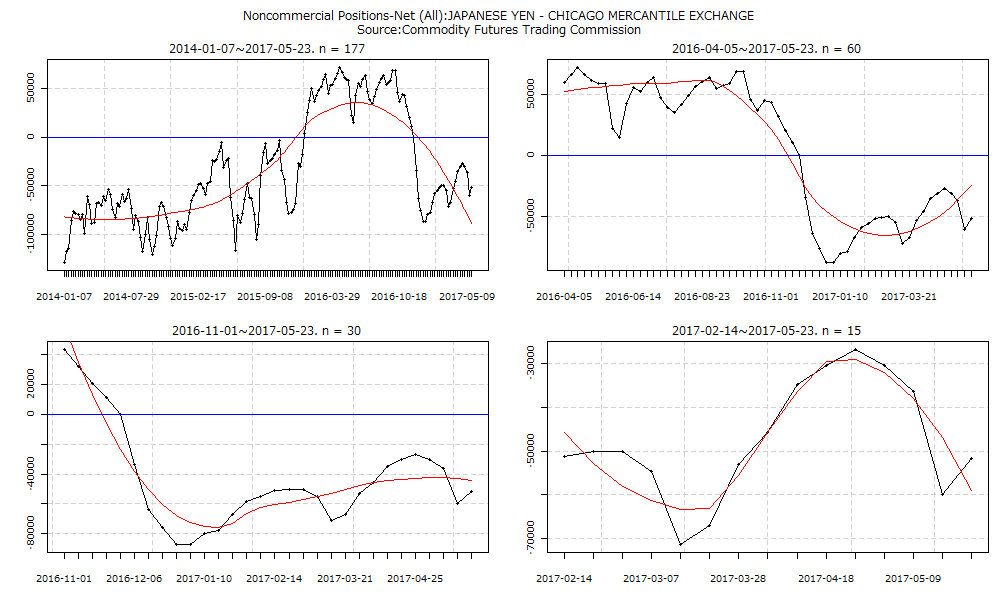 Noncommercial Positions-Net (All):JAPANESE YEN - CHICAGO MERCANTILE EXCHANGE
Source:Commodity Futures Trading Commission
2014-01-07~2017-05-23. n = 177
50000
0
-50000
-100000
2014-01-07 2014-07-29 2015-02-17 2015-09-08 2016-03-29 2016-10-18 2017-05-09
2016-04-05~2017-05-23. n = 60
50000
0
-50000
2016-04-05 2016-06-14 2016-08-23 2016-11-01 2017-01-10 2017-03-21
2016-11-01~2017-05-23. n = 30
20000
0
-40000
-80000
2016-11-01 2016-12-06 2017-01-10 2017-02-14 2017-03-21 2017-04-25
2017-02-14~2017-05-23. n = 15
-30000
-50000
-70000
2017-02-14 2017-03-07 2017-03-28 2017-04-18 2017-05-09